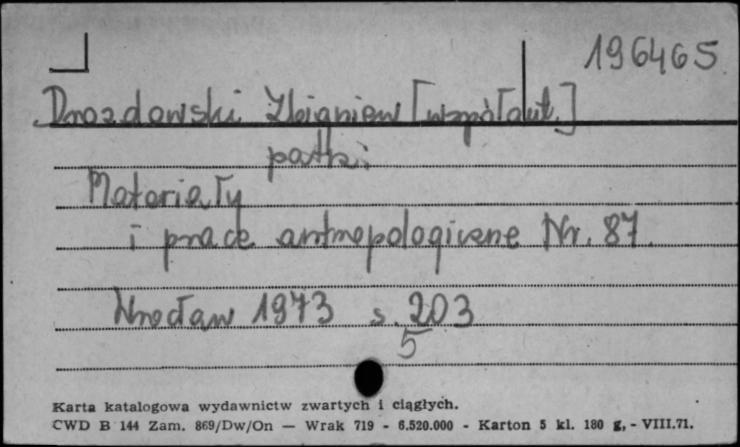 196465
Drozdowski Zbigniew [współaut.]
patrz:
Materiały
i prace antropologiczne Nr. 87.
Wrocław 1973 s. 203
5
Karta katalogowa wydawnictw zwartych i ciągłych.
CWD B 144 Zam. 869/Dw/On — Wrak 719 - 6.520.000 - Karton 5 kl. 180 g, - VIII.71.